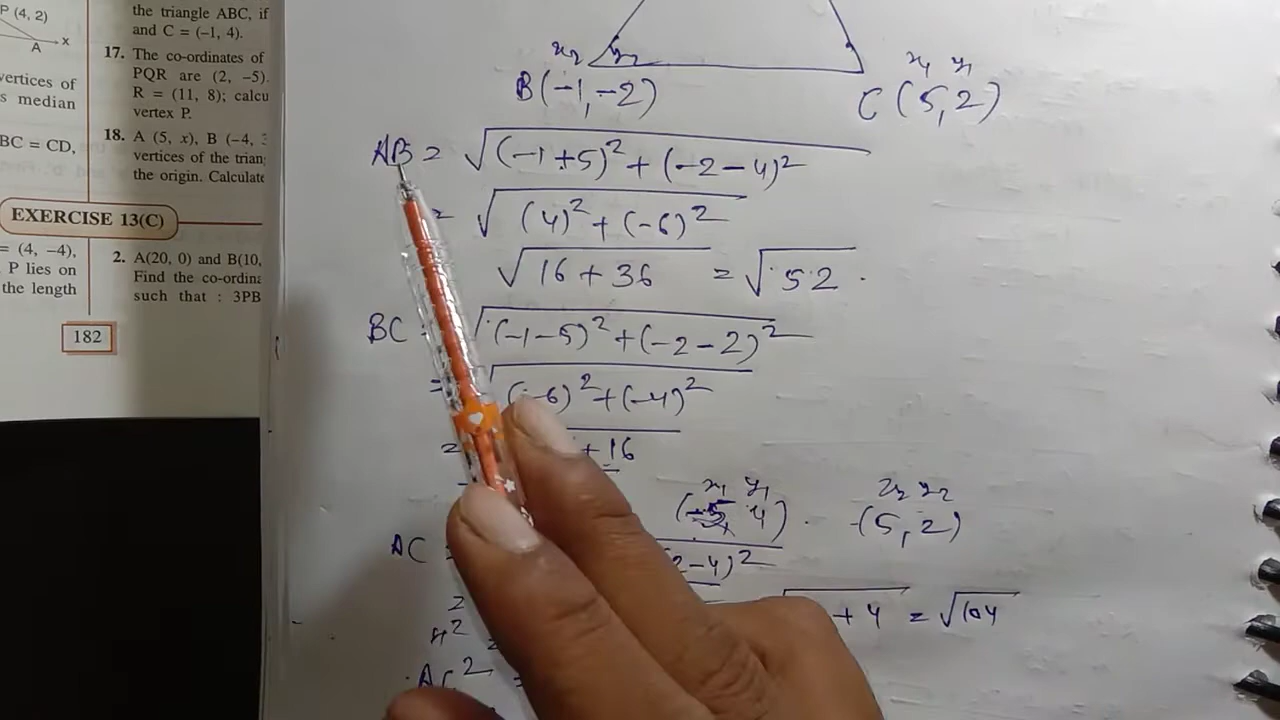 P (4, 2)
A x
vertices of
s median
BC = CD,
the triangle ABC, if
and C = (-1, 4).
17. The co-ordinates of
PQR are (2, -5).
R = (11, 8); calcu
vertex P.
18. A (5, x), B (-4, 3
vertices of the trian
the origin. Calculate
EXERCISE 13(C)
= (4, -4),
P lies on
the length
2. A(20, 0) and B(10,
Find the co-ordina
such that : 3PB
182
x₂ y₂
B(-1, -2)
C (5, 2)
AB = √(-1+5)² + (-2-4)²
= √(4)² + (-6)²
√16 + 36 = √52.
BC = √(-1-5)² + (-2-2)²
= (-6)² + (-4)²
= + 16
x₁ y₁ x₂ y₂
4). (5, 2)
AC = 2-4)²
+ 4 = √104
AC² =